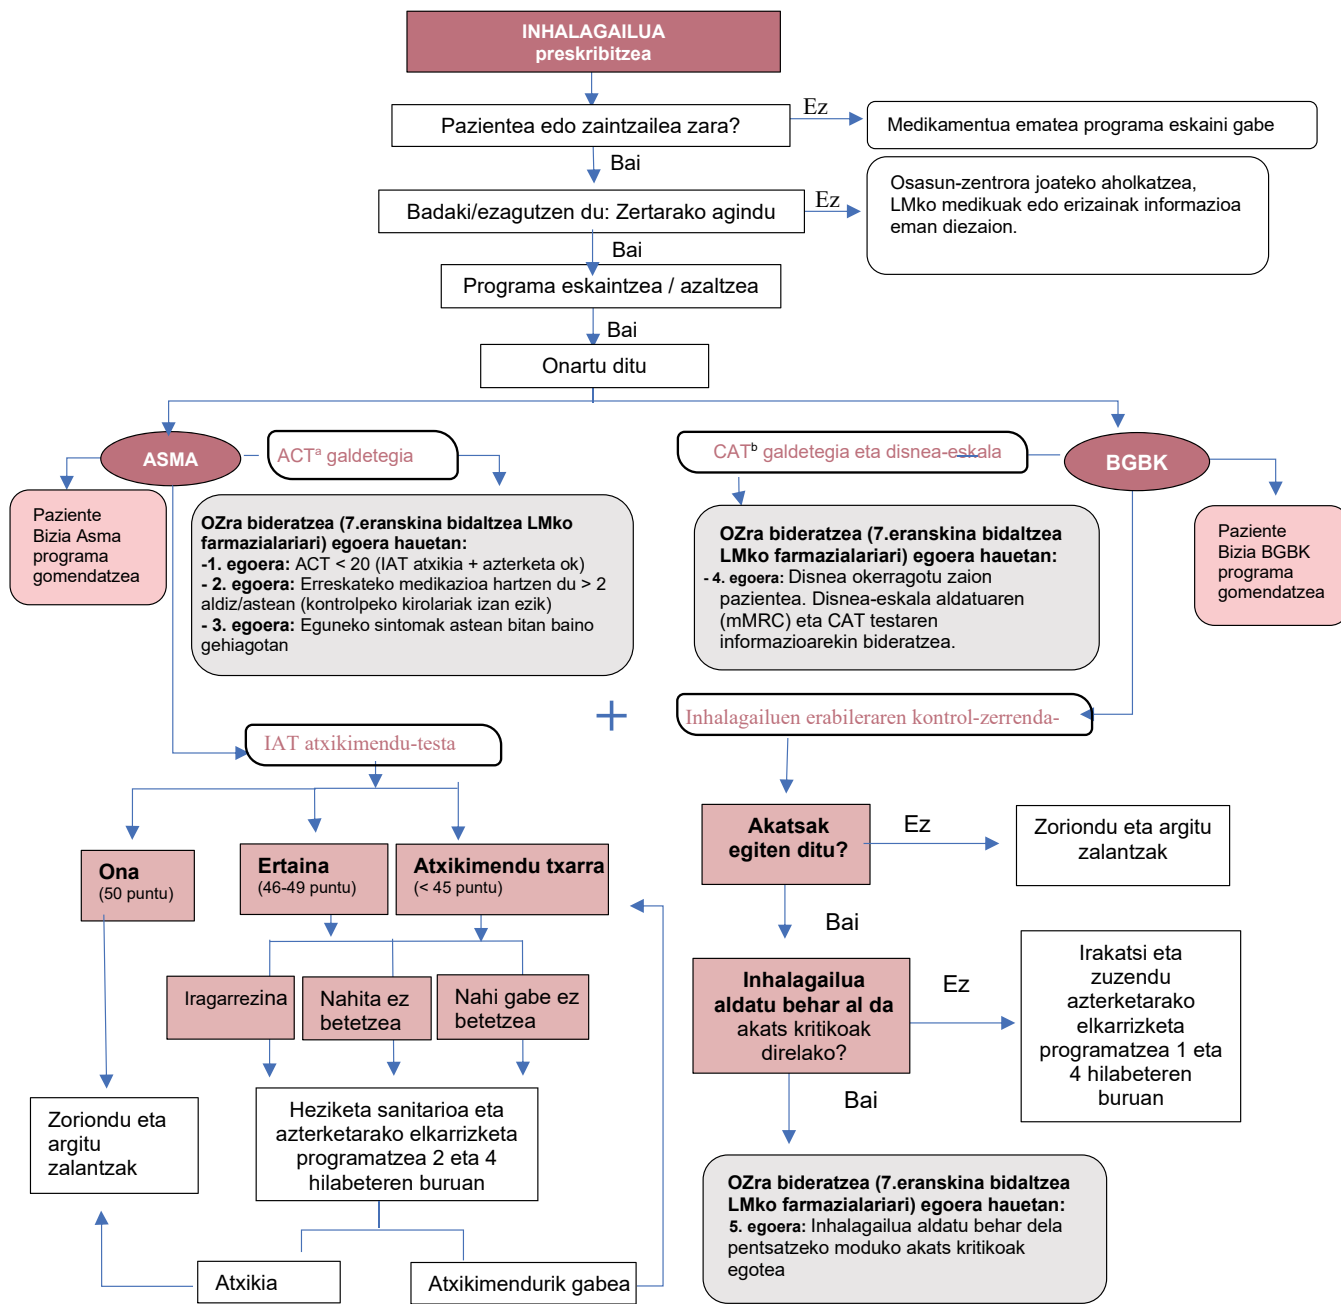 INHALAGAILUA
preskribitzea
Pazientea edo zaintzailea zara?
Ez
Medikamentua ematea programa eskaini gabe
Bai
Badaki/ezagutzen du: Zertarako agindu
Ez
Osasun-zentrora joateko aholkatzea,
LMko medikuak edo erizainak informazioa
eman diezaion.
Bai
Programa eskaintzea / azaltzea
Bai
Onartu ditu
ASMA
ACTᵃ galdetegia
CATᵇ galdetegia eta disnea-eskala
BGBK
Paziente
Bizia Asma
programa
gomendatzea
OZra bideratzea (7.eranskina bidaltzea LMko
farmazialariari) egoera hauetan:
-1. egoera: ACT < 20 (IAT atxikia + azterketa ok)
- 2. egoera: Erreskateko medikazioa hartzen du > 2
aldiz/astean (kontrolpeko kirolariak izan ezik)
- 3. egoera: Eguneko sintomak astean bitan baino
gehiagotan
OZra bideratzea (7.eranskina bidaltzea
LMko farmazialariari) egoera hauetan:
- 4. egoera: Disnea okerragotu zaion
pazientea. Disnea-eskala aldatuaren
(mMRC) eta CAT testaren
informazioarekin bideratzea.
Paziente
Bizia BGBK
programa
gomendatzea
+
IAT atxikimendu-testa
Inhalagailuen erabileraren kontrol-zerrenda-
Ona
(50 puntu)
Ertaina
(46-49 puntu)
Atxikimendu txarra
(< 45 puntu)
Iragarrezina
Nahita ez
betetzea
Nahi gabe ez
betetzea
Zoriondu eta
argitu
zalantzak
Heziketa sanitarioa eta
azterketarako elkarrizketa
programatzea 2 eta 4
hilabeteren buruan
Atxikia
Atxikimendurik gabea
Akatsak
egiten ditu?
Ez
Zoriondu eta argitu
zalantzak
Bai
Inhalagailua
aldatu behar al da
akats kritikoak
direlako?
Ez
Irakatsi eta
zuzendu
azterketarako
elkarrizketa
programatzea 1 eta
4 hilabeteren
buruan
Bai
OZra bideratzea (7.eranskina bidaltzea
LMko farmazialariari) egoera hauetan:
5. egoera: Inhalagailua aldatu behar dela
pentsatzeko moduko akats kritikoak
egotea